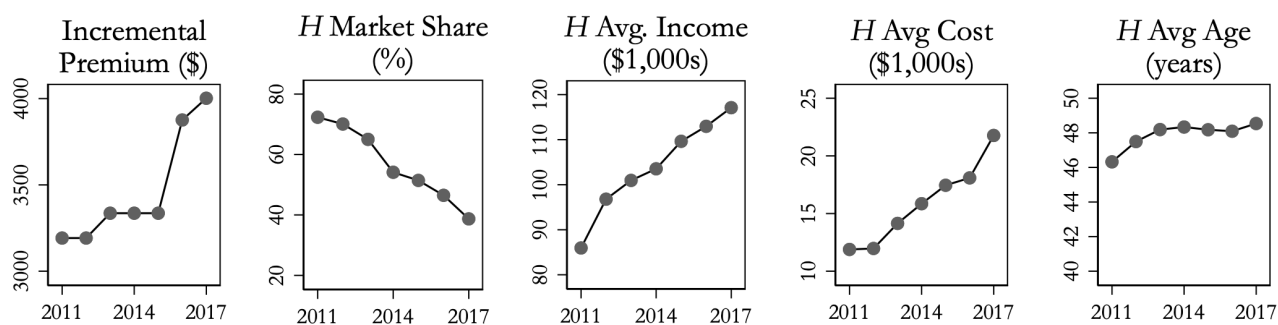 Incremental
Premium ($)
4000
3500
3000
2011 2014 2017
H Market Share
(%)
80
60
40
20
2011 2014 2017
H Avg. Income
($1,000s)
120
110
100
90
80
2011 2014 2017
H Avg Cost
($1,000s)
25
20
15
10
2011 2014 2017
H Avg Age
(years)
50
48
46
44
42
40
2011 2014 2017